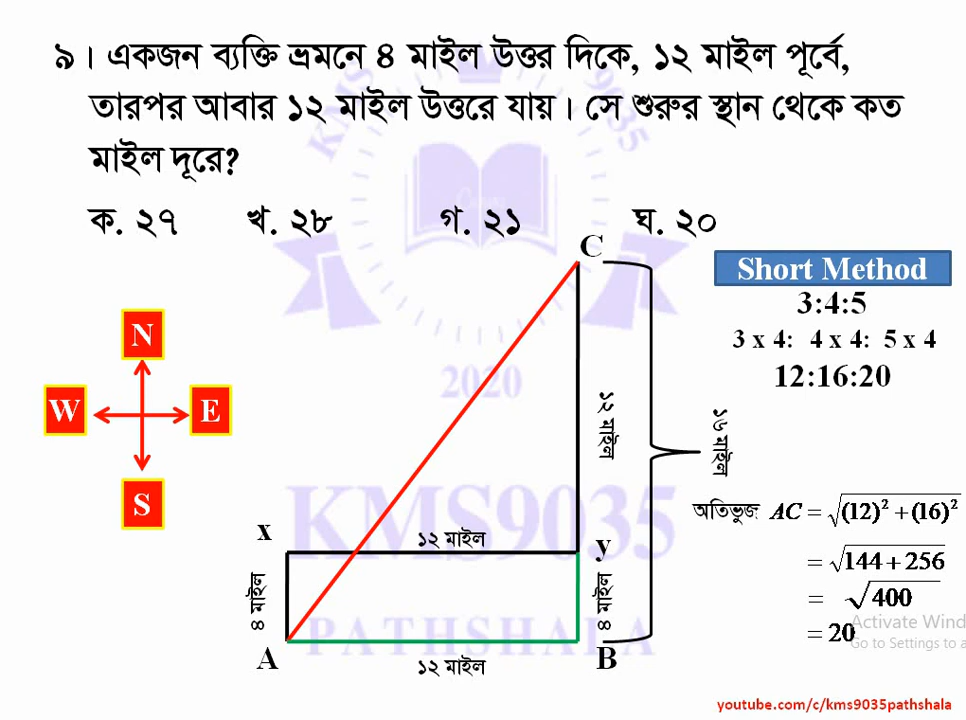 ৯। একজন ব্যক্তি ভ্রমনে ৪ মাইল উত্তর দিকে, ১২ মাইল পূর্বে,
তারপর আবার ১২ মাইল উত্তরে যায়। সে শুরুর স্থান থেকে কত
মাইল দূরে?
ক. ২৭ খ. ২৮ গ. ২১ ঘ. ২০
KMS 9035
C
Short Method
3:4:5
3 x 4: 4 x 4: 5 x 4
12:16:20
N
W E
S
2020
১২ মাইল
১৬ মাইল
অতিভুজ AC = √(12)² + (16)²
= √144 + 256
= √400
= 20
KMS9035
x ১২ মাইল y
৪ মাইল ৪ মাইল
PATHSHALA
A ১২ মাইল B
Activate Wind
Go to Settings to a
youtube.com/c/kms9035pathshala